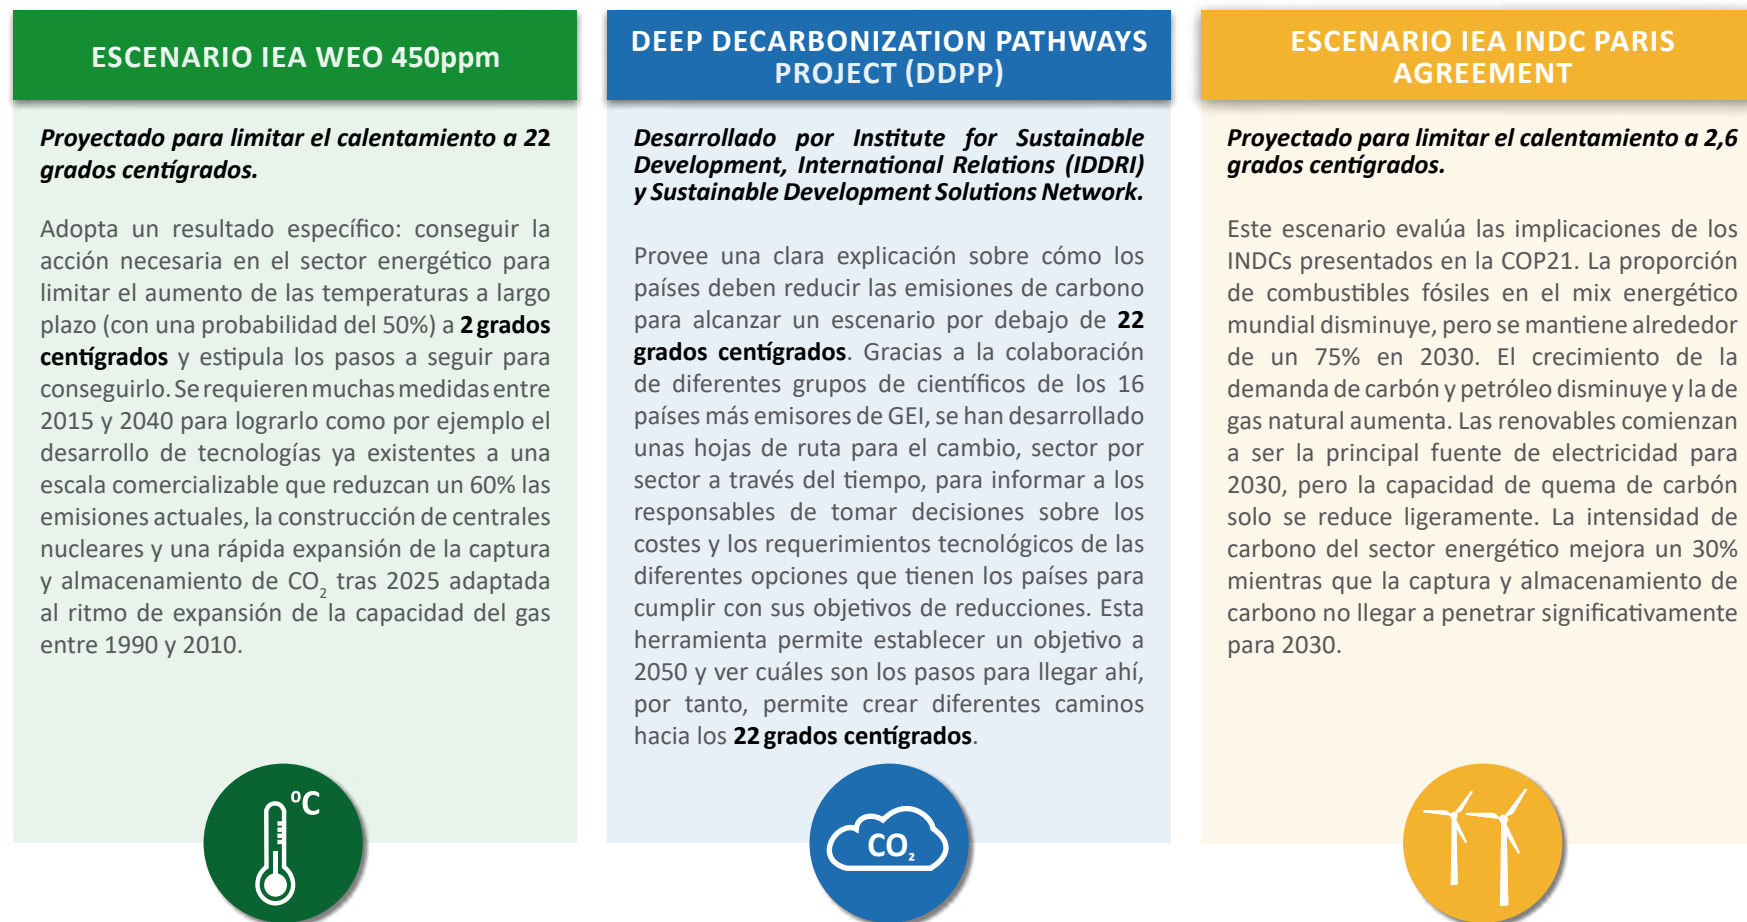 ESCENARIO IEA WEO 450ppm
Proyectado para limitar el calentamiento a 22
grados centígrados.
Adopta un resultado específico: conseguir la
acción necesaria en el sector energético para
limitar el aumento de las temperaturas a largo
plazo (con una probabilidad del 50%) a 2 grados
centígrados y estipula los pasos a seguir para
conseguirlo. Se requieren muchas medidas entre
2015 y 2040 para lograrlo como por ejemplo el
desarrollo de tecnologías ya existentes a una
escala comercializable que reduzcan un 60% las
emisiones actuales, la construcción de centrales
nucleares y una rápida expansión de la captura
y almacenamiento de CO₂ tras 2025 adaptada
al ritmo de expansión de la capacidad del gas
entre 1990 y 2010.
ºC
DEEP DECARBONIZATION PATHWAYS
PROJECT (DDPP)
Desarrollado por Institute for Sustainable
Development, International Relations (IDDRI)
y Sustainable Development Solutions Network.
Provee una clara explicación sobre cómo los
países deben reducir las emisiones de carbono
para alcanzar un escenario por debajo de 22
grados centígrados. Gracias a la colaboración
de diferentes grupos de científicos de los 16
países más emisores de GEI, se han desarrollado
unas hojas de ruta para el cambio, sector por
sector a través del tiempo, para informar a los
responsables de tomar decisiones sobre los
costes y los requerimientos tecnológicos de las
diferentes opciones que tienen los países para
cumplir con sus objetivos de reducciones. Esta
herramienta permite establecer un objetivo a
2050 y ver cuáles son los pasos para llegar ahí,
por tanto, permite crear diferentes caminos
hacia los 22 grados centígrados.
CO₂
ESCENARIO IEA INDC PARIS
AGREEMENT
Proyectado para limitar el calentamiento a 2,6
grados centígrados.
Este escenario evalúa las implicaciones de los
INDCs presentados en la COP21. La proporción
de combustibles fósiles en el mix energético
mundial disminuye, pero se mantiene alrededor
de un 75% en 2030. El crecimiento de la
demanda de carbón y petróleo disminuye y la de
gas natural aumenta. Las renovables comienzan
a ser la principal fuente de electricidad para
2030, pero la capacidad de quema de carbón
solo se reduce ligeramente. La intensidad de
carbono del sector energético mejora un 30%
mientras que la captura y almacenamiento de
carbono no llegar a penetrar significativamente
para 2030.